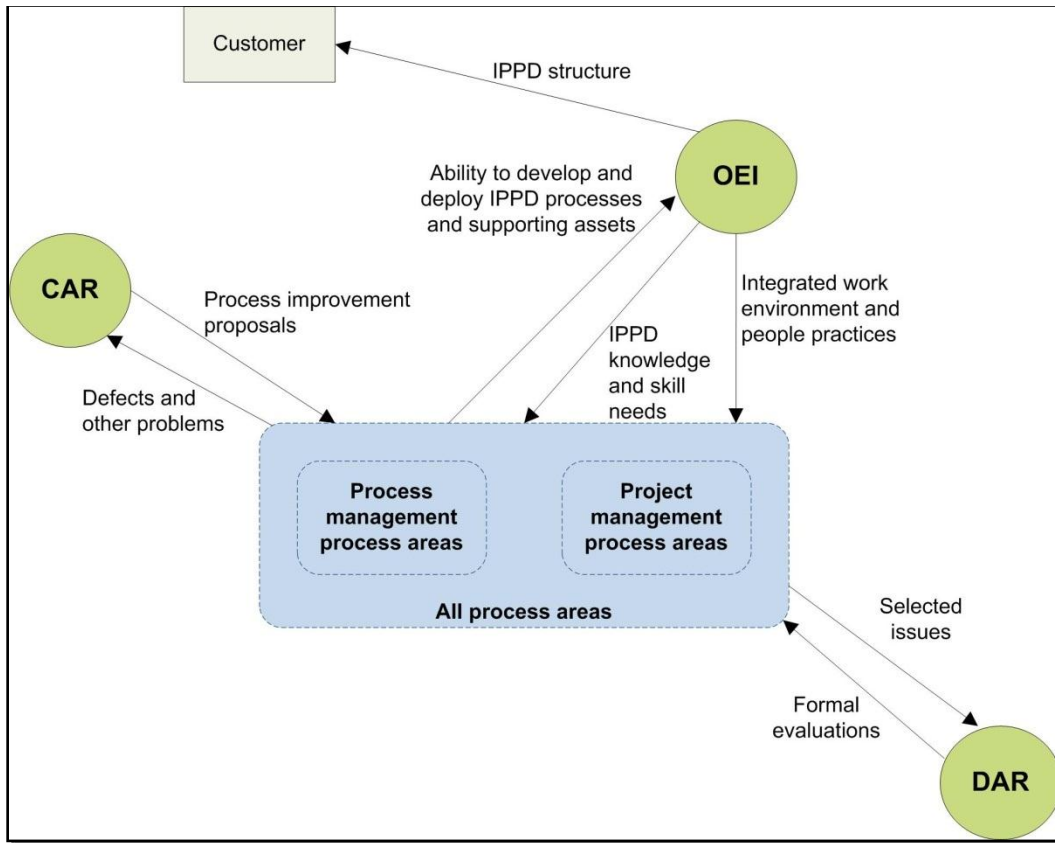 Customer
IPPD structure
OEI
Ability to develop and
deploy IPPD processes
and supporting assets
CAR
Process improvement
proposals
Integrated work
environment and
people practices
IPPD
knowledge
and skill
needs
Defects and
other problems
Process
management
process areas
Project
management
process areas
All process areas
Selected
issues
Formal
evaluations
DAR